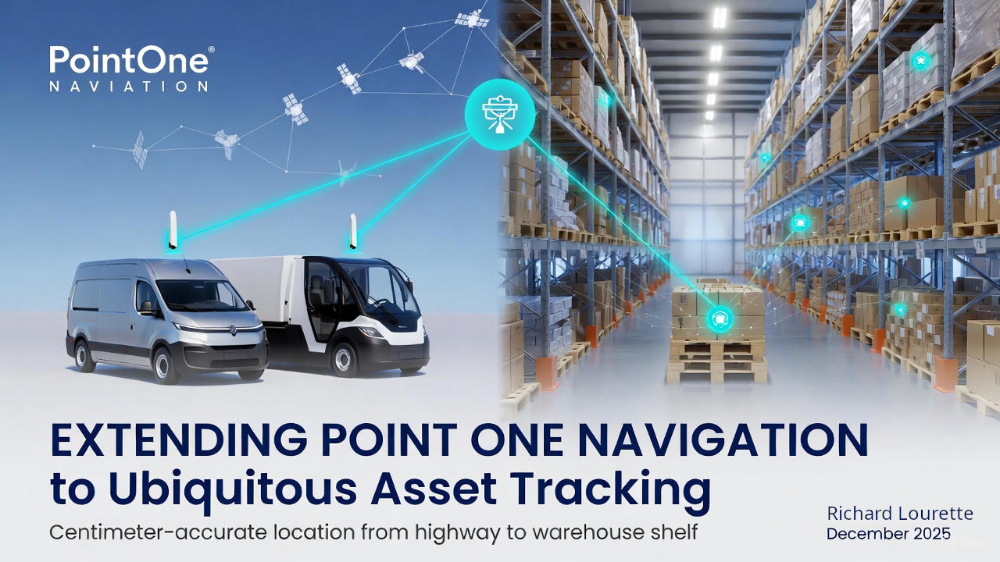 PointOne®
NAVIATION
EXTENDING POINT ONE NAVIGATION
to Ubiquitous Asset Tracking
Centimeter-accurate location from highway to warehouse shelf
Richard Lourette
December 2025